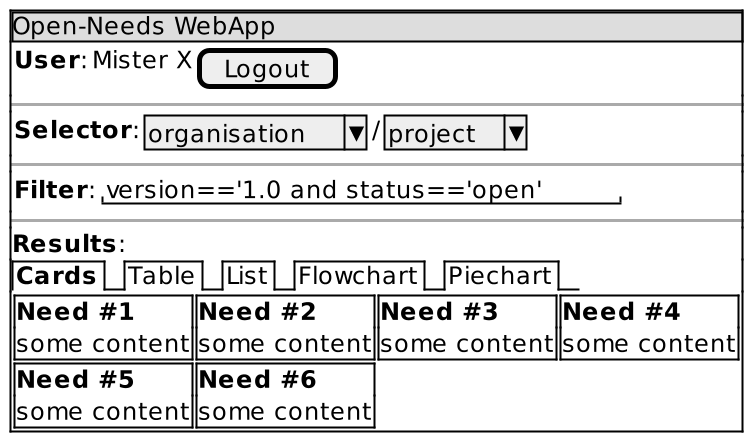 Open-Needs WebApp
User: Mister X Logout
Selector: organisation ▼ / project ▼
Filter: version=='1.0 and status=='open'
Results:
Cards Table List Flowchart Piechart
Need #1 Need #2 Need #3 Need #4
some content some content some content some content
Need #5 Need #6
some content some content